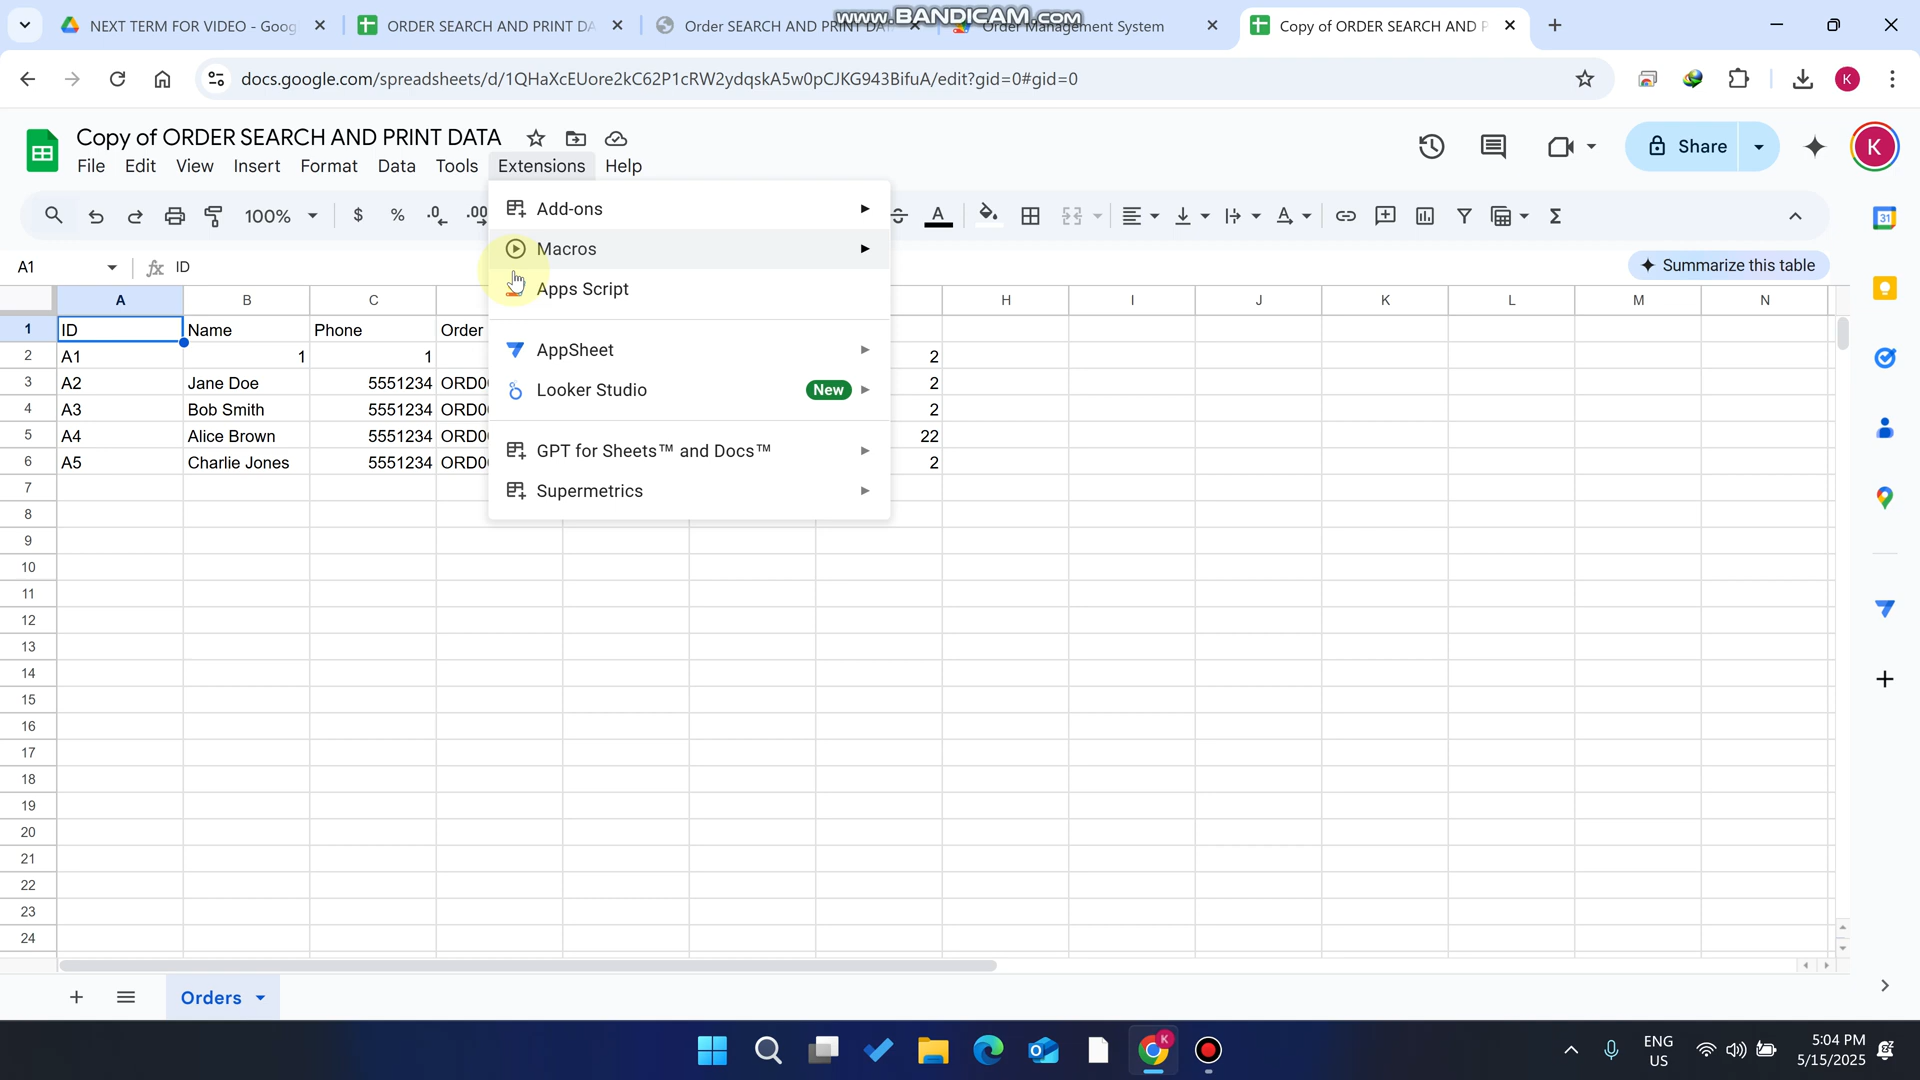 www.BANDICAM.com
NEXT TERM FOR VIDEO - Goog
ORDER SEARCH AND PRINT DA
Order SEARCH AND PRINT DA
Order Management System
Copy of ORDER SEARCH AND P
docs.google.com/spreadsheets/d/1QHaXcEUore2kC62P1cRW2ydqskA5w0pCJKG943BifuA/edit?gid=0#gid=0
K
Copy of ORDER SEARCH AND PRINT DATA
File Edit View Insert Format Data Tools Extensions Help
Share
K
100% $ % .0 .00
A1 fx ID
Summarize this table
Add-ons
Macros
Apps Script
AppSheet
Looker Studio New
GPT for Sheets™ and Docs™
Supermetrics
A B C H I J K L M N
1 ID Name Phone Order
2 A1 1 1 2
3 A2 Jane Doe 5551234 ORD0 2
4 A3 Bob Smith 5551234 ORD0 2
5 A4 Alice Brown 5551234 ORD0 22
6 A5 Charlie Jones 5551234 ORD0 2
7
8
9
10
11
12
13
14
15
16
17
18
19
20
21
22
23
24
Orders
31
K
ENG
US
5:04 PM
5/15/2025